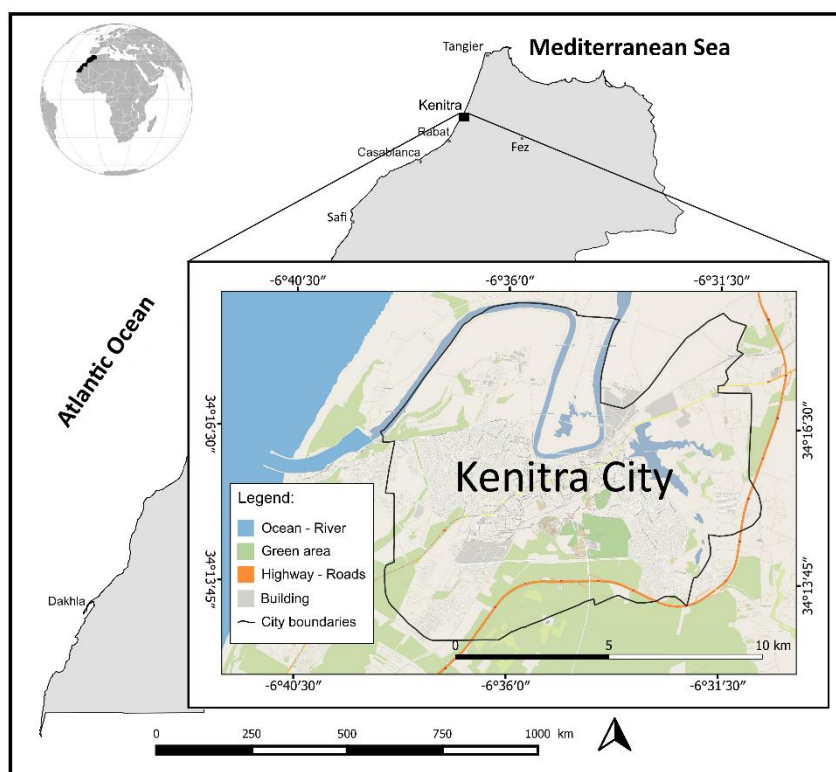 Mediterranean Sea
Tangier
Kenitra
Rabat
Fez
Casablanca
Safi
Atlantic Ocean
Dakhla
-6°40′30″ -6°36′0″ -6°31′30″
34°16′30″ 34°16′30″
Kenitra City
Legend:
Ocean - River
Green area
Highway - Roads
Building
City boundaries
34°13′45″ 34°13′45″
0 5 10 km
-6°40′30″ -6°36′0″ -6°31′30″
0 250 500 750 1000 km